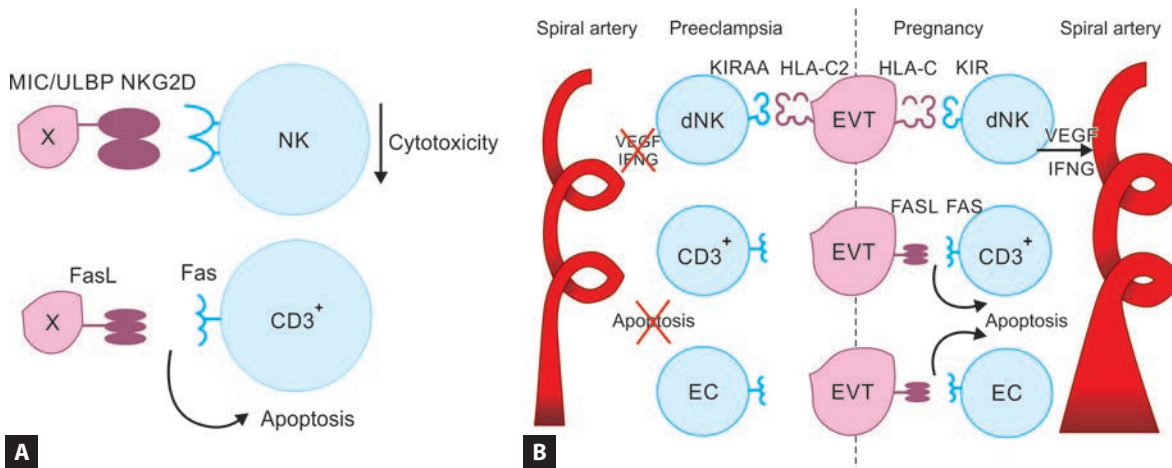 MIC/ULBP NKG2D
X
NK
Cytotoxicity
FasL
Fas
X
CD3+
Apoptosis
A
Spiral artery
Preeclampsia
Pregnancy
Spiral artery
KIRAA
HLA-C2
HLA-C
KIR
dNK
EVT
dNK
VEGF
IFNG
VEGF
IFNG
FASL FAS
CD3+
EVT
CD3+
Apoptosis
Apoptosis
EC
EVT
EC
B